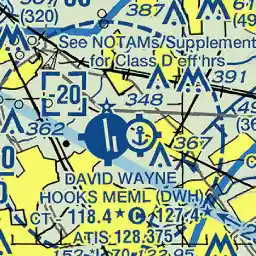 (320)
(49
See NOTAMS/Supplement
for Class D eff hrs
391
20
348
362
367
DAVID WAYNE
HOOKS MEML (DWH)
CT - 118.4 * C 127.4
ATIS 128.375